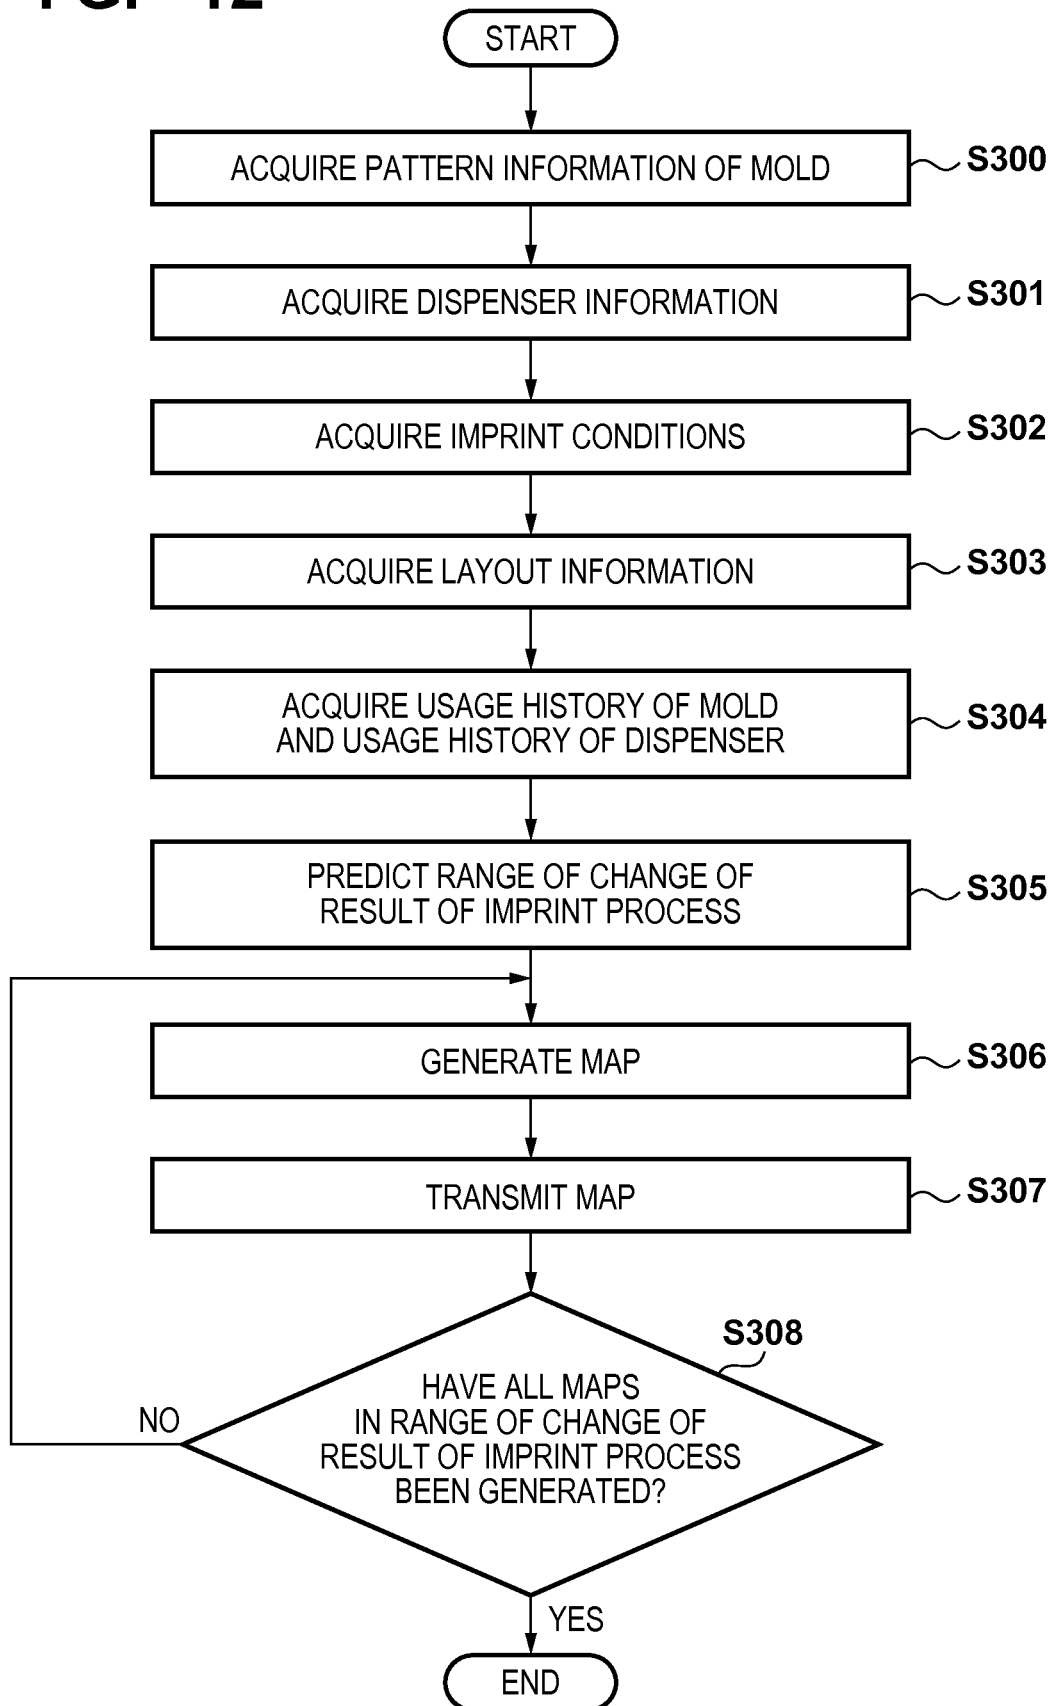 START
ACQUIRE PATTERN INFORMATION OF MOLD
S300
ACQUIRE DISPENSER INFORMATION
S301
ACQUIRE IMPRINT CONDITIONS
S302
ACQUIRE LAYOUT INFORMATION
S303
ACQUIRE USAGE HISTORY OF MOLD
AND USAGE HISTORY OF DISPENSER
S304
PREDICT RANGE OF CHANGE OF
RESULT OF IMPRINT PROCESS
S305
GENERATE MAP
S306
TRANSMIT MAP
S307
S308
HAVE ALL MAPS
IN RANGE OF CHANGE OF
RESULT OF IMPRINT PROCESS
BEEN GENERATED?
NO
YES
END